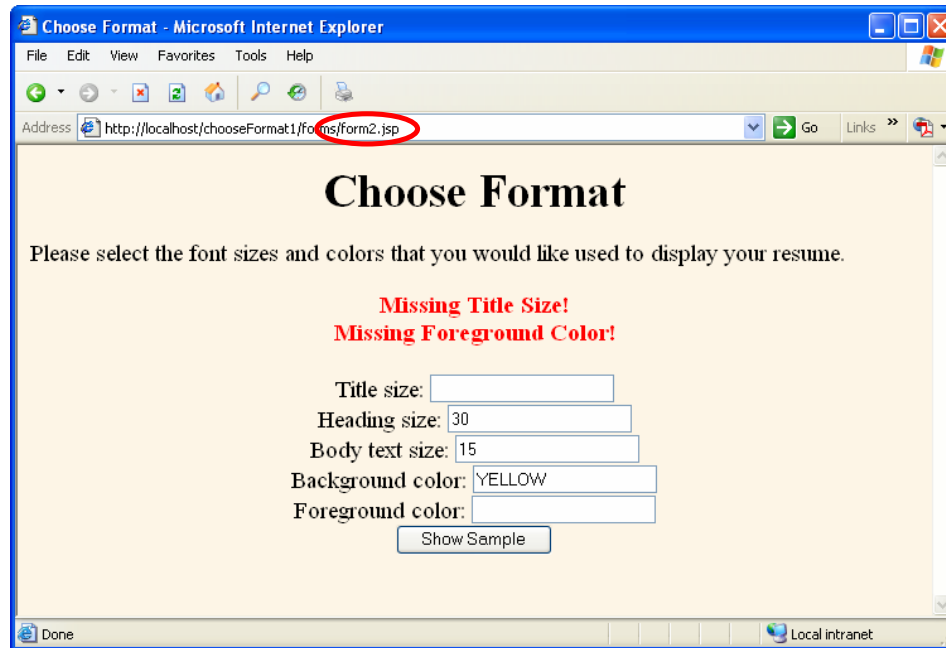 Choose Format - Microsoft Internet Explorer
File Edit View Favorites Tools Help
Address http://localhost/chooseFormat1/forms/form2.jsp Go Links »
Choose Format
Please select the font sizes and colors that you would like used to display your resume.
Missing Title Size!
Missing Foreground Color!
Title size:
Heading size: 30
Body text size: 15
Background color: YELLOW
Foreground color:
Show Sample
Done Local intranet